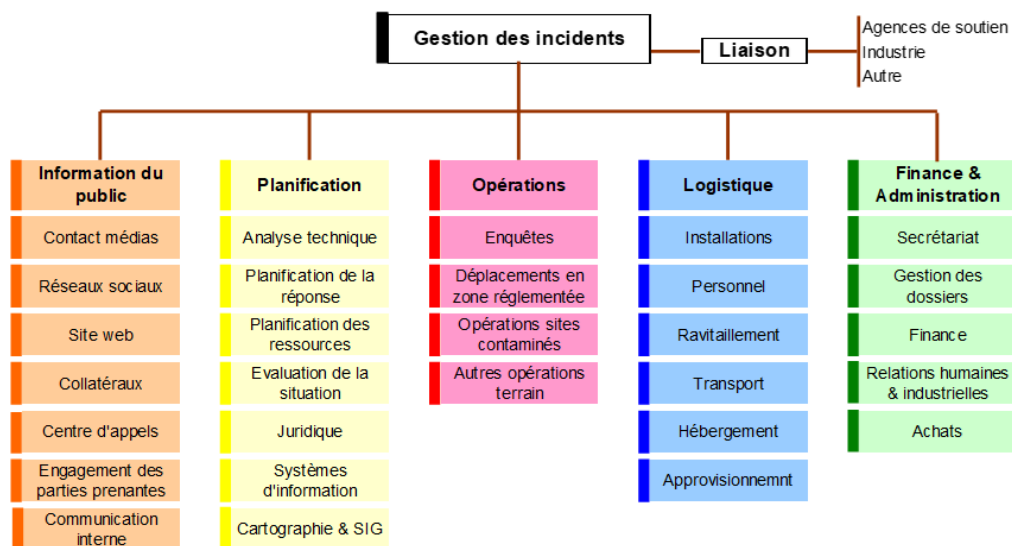 Gestion des incidents
Liaison
Agences de soutien
Industrie
Autre
Information du
public
Contact médias
Réseaux sociaux
Site web
Collatéraux
Centre d'appels
Engagement des
parties prenantes
Communication
interne
Planification
Analyse technique
Planification de la
réponse
Planification des
ressources
Evaluation de la
situation
Juridique
Systèmes
d'information
Cartographie & SIG
Opérations
Enquêtes
Déplacements en
zone réglementée
Opérations sites
contaminés
Autres opérations
terrain
Logistique
Installations
Personnel
Ravitaillement
Transport
Hébergement
Approvisionnemnt
Finance &
Administration
Secrétariat
Gestion des
dossiers
Finance
Relations humaines
& industrielles
Achats